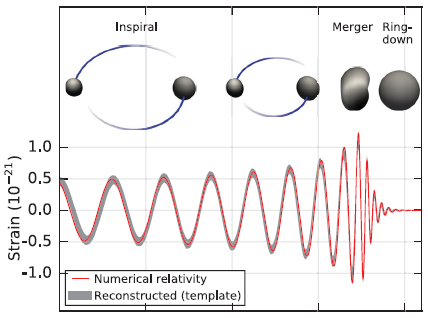 Inspiral
Merger Ring-
down
1.0
0.5
0.0
-0.5
-1.0
Strain (10⁻²¹)
Numerical relativity
Reconstructed (template)